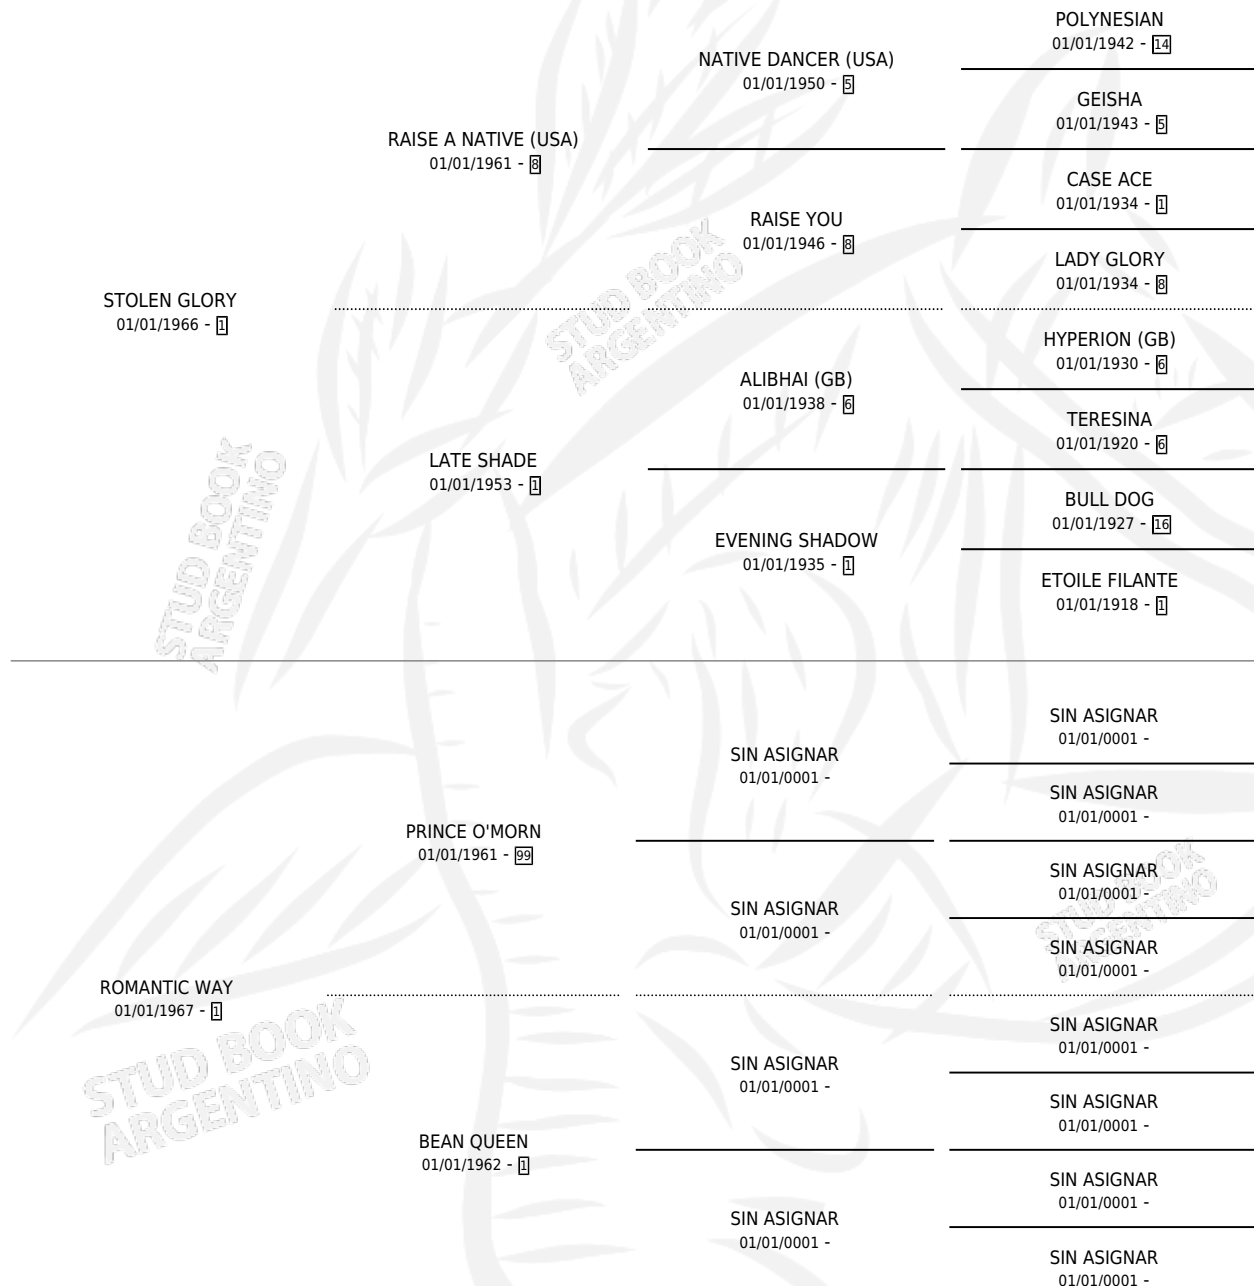 POLYNESIAN
01/01/1942 - 14
NATIVE DANCER (USA)
01/01/1950 - 5
GEISHA
01/01/1943 - 5
RAISE A NATIVE (USA)
01/01/1961 - 8
CASE ACE
01/01/1934 - 1
RAISE YOU
01/01/1946 - 8
LADY GLORY
01/01/1934 - 8
STOLEN GLORY
01/01/1966 - 1
HYPERION (GB)
01/01/1930 - 6
ALIBHAI (GB)
01/01/1938 - 6
TERESINA
01/01/1920 - 6
LATE SHADE
01/01/1953 - 1
BULL DOG
01/01/1927 - 16
EVENING SHADOW
01/01/1935 - 1
ETOILE FILANTE
01/01/1918 - 1
SIN ASIGNAR
01/01/0001 -
SIN ASIGNAR
01/01/0001 -
SIN ASIGNAR
01/01/0001 -
PRINCE O'MORN
01/01/1961 - 99
SIN ASIGNAR
01/01/0001 -
SIN ASIGNAR
01/01/0001 -
SIN ASIGNAR
01/01/0001 -
ROMANTIC WAY
01/01/1967 - 1
SIN ASIGNAR
01/01/0001 -
SIN ASIGNAR
01/01/0001 -
SIN ASIGNAR
01/01/0001 -
BEAN QUEEN
01/01/1962 - 1
SIN ASIGNAR
01/01/0001 -
SIN ASIGNAR
01/01/0001 -
SIN ASIGNAR
01/01/0001 -
STUD BOOK
ARGENTINO
STUD BOOK
ARGENTINO
STUD BOOK
ARGENTINO
STUD BOOK
ARGENTINO